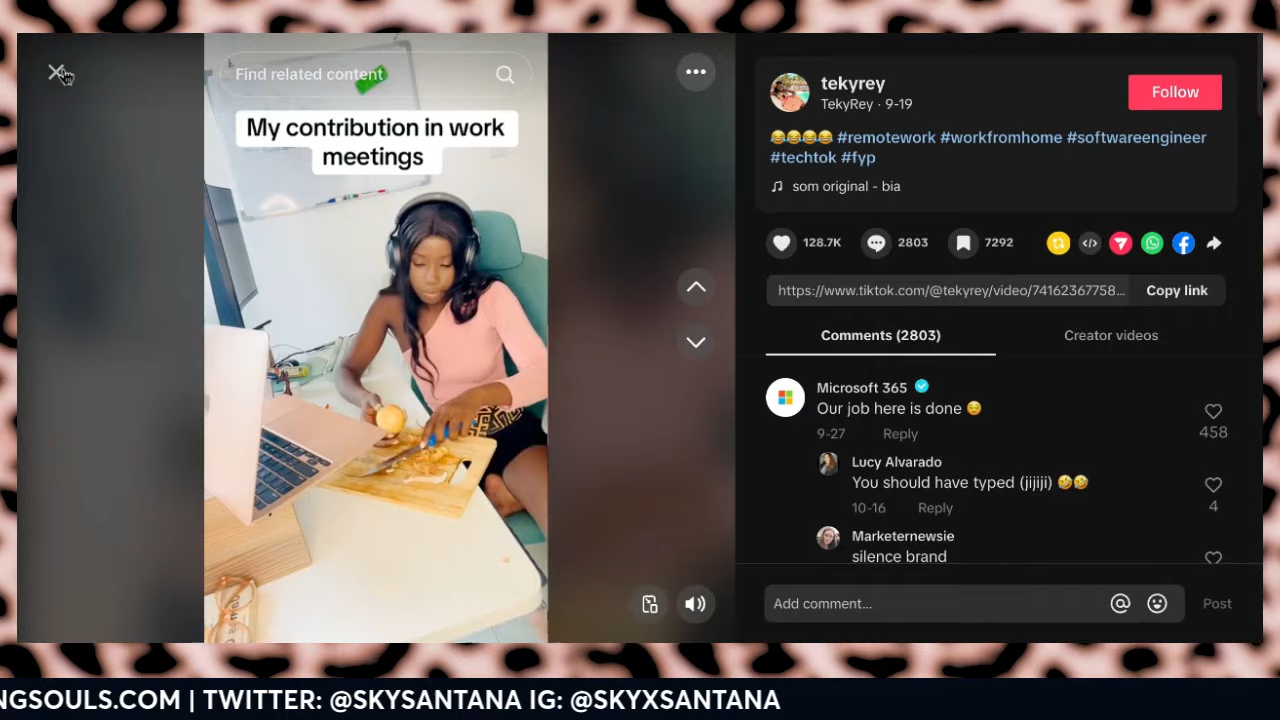 Find related content
My contribution in work
meetings
tekyrey
TekyRey · 9-19
Follow
😂😂😂😂 #remotework #workfromhome #softwareengineer
#techtok #fyp
som original - bia
128.7K
2803
7292
https://www.tiktok.com/@tekyrey/video/74162367758...
Copy link
Comments (2803)
Creator videos
Microsoft 365
Our job here is done 😌
9-27 Reply
458
Lucy Alvarado
You should have typed (jijiji) 🤣🤣
10-16 Reply
4
Marketernewsie
silence brand
Add comment...
Post
NGSOULS.COM | TWITTER: @SKYSANTANA IG: @SKYXSANTANA